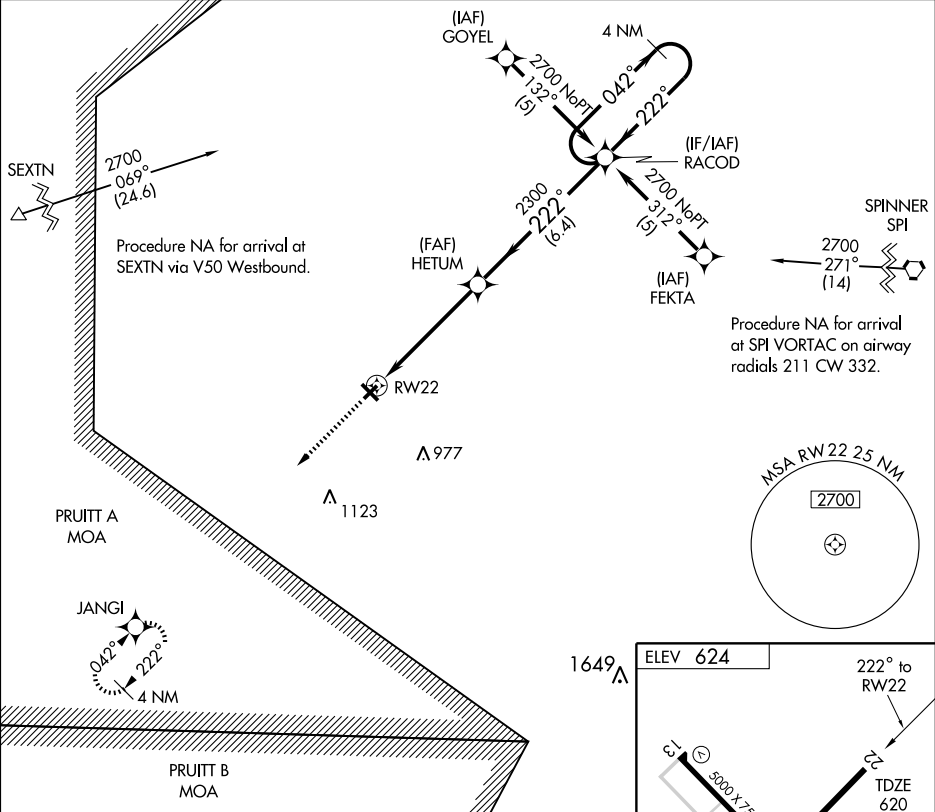 (IAF)
GOYEL
4 NM
2700 NoPT
132°
(5)
042°
222°
(IF/IAF)
RACOD
2700 NoPT
312°
(5)
SEXTN
2700
069°
(24.6)
2300
222°
(6.4)
SPINNER
SPI
2700
271°
(14)
Procedure NA for arrival at
SEXTN via V50 Westbound.
(FAF)
HETUM
(IAF)
FEKTA
Procedure NA for arrival
at SPI VORTAC on airway
radials 211 CW 332.
RW22
977
1123
MSA RW22 25 NM
2700
PRUITT A
MOA
JANGI
042°
222°
4 NM
1649
ELEV 624
222° to
RW22
13
V
5000 X 75
22
TDZE
620
PRUITT B
MOA